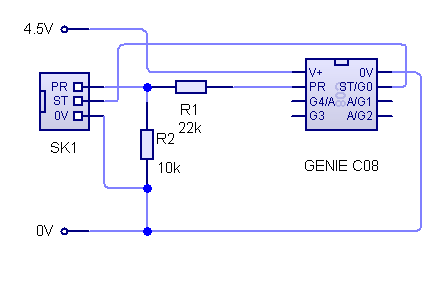 4.5V
PR
ST
0V
SK1
R1
22k
R2
10k
V+ 0V
PR ST/G0
G4/A A/G1
G3 A/G2
C08
GENIE C08
0V